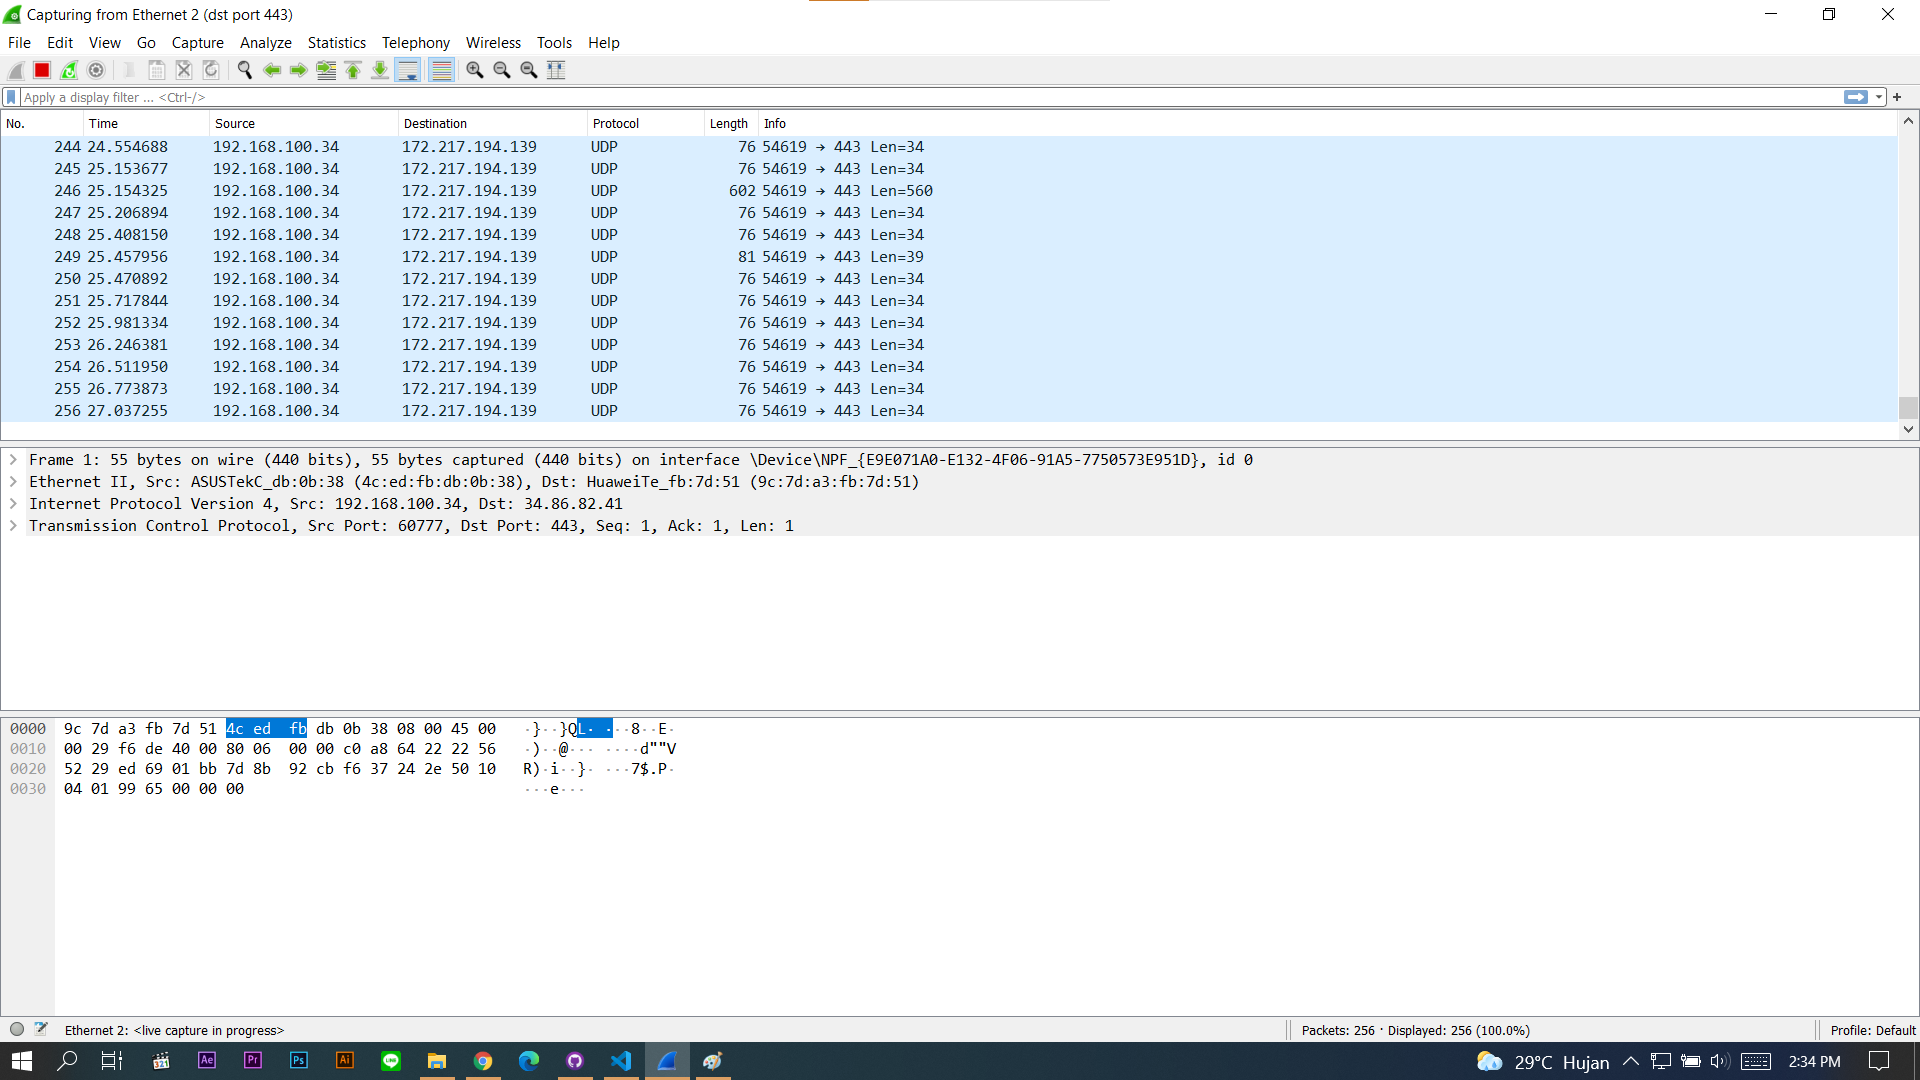 Capturing from Ethernet 2 (dst port 443)
File Edit View Go Capture Analyze Statistics Telephony Wireless Tools Help
Apply a display filter ... <Ctrl-/>
No. Time Source Destination Protocol Length Info
244 24.554688 192.168.100.34 172.217.194.139 UDP 76 54619 → 443 Len=34
245 25.153677 192.168.100.34 172.217.194.139 UDP 76 54619 → 443 Len=34
246 25.154325 192.168.100.34 172.217.194.139 UDP 602 54619 → 443 Len=560
247 25.206894 192.168.100.34 172.217.194.139 UDP 76 54619 → 443 Len=34
248 25.408150 192.168.100.34 172.217.194.139 UDP 76 54619 → 443 Len=34
249 25.457956 192.168.100.34 172.217.194.139 UDP 81 54619 → 443 Len=39
250 25.470892 192.168.100.34 172.217.194.139 UDP 76 54619 → 443 Len=34
251 25.717844 192.168.100.34 172.217.194.139 UDP 76 54619 → 443 Len=34
252 25.981334 192.168.100.34 172.217.194.139 UDP 76 54619 → 443 Len=34
253 26.246381 192.168.100.34 172.217.194.139 UDP 76 54619 → 443 Len=34
254 26.511950 192.168.100.34 172.217.194.139 UDP 76 54619 → 443 Len=34
255 26.773873 192.168.100.34 172.217.194.139 UDP 76 54619 → 443 Len=34
256 27.037255 192.168.100.34 172.217.194.139 UDP 76 54619 → 443 Len=34
Frame 1: 55 bytes on wire (440 bits), 55 bytes captured (440 bits) on interface \Device\NPF_{E9E071A0-E132-4F06-91A5-7750573E951D}, id 0
Ethernet II, Src: ASUSTekC_db:0b:38 (4c:ed:fb:db:0b:38), Dst: HuaweiTe_fb:7d:51 (9c:7d:a3:fb:7d:51)
Internet Protocol Version 4, Src: 192.168.100.34, Dst: 34.86.82.41
Transmission Control Protocol, Src Port: 60777, Dst Port: 443, Seq: 1, Ack: 1, Len: 1
0000 9c 7d a3 fb 7d 51 4c ed fb db 0b 38 08 00 45 00 ·}··}QL· ···8··E·
0010 00 29 f6 de 40 00 80 06 00 00 c0 a8 64 22 22 56 ·)··@··· ····d""V
0020 52 29 ed 69 01 bb 7d 8b 92 cb f6 37 24 2e 50 10 R)·i··}· ···7$.P·
0030 04 01 99 65 00 00 00 ···e···
Ethernet 2: <live capture in progress> Packets: 256 · Displayed: 256 (100.0%) Profile: Default
321 Ae Pr Ps Ai LINE 29°C Hujan 2:34 PM